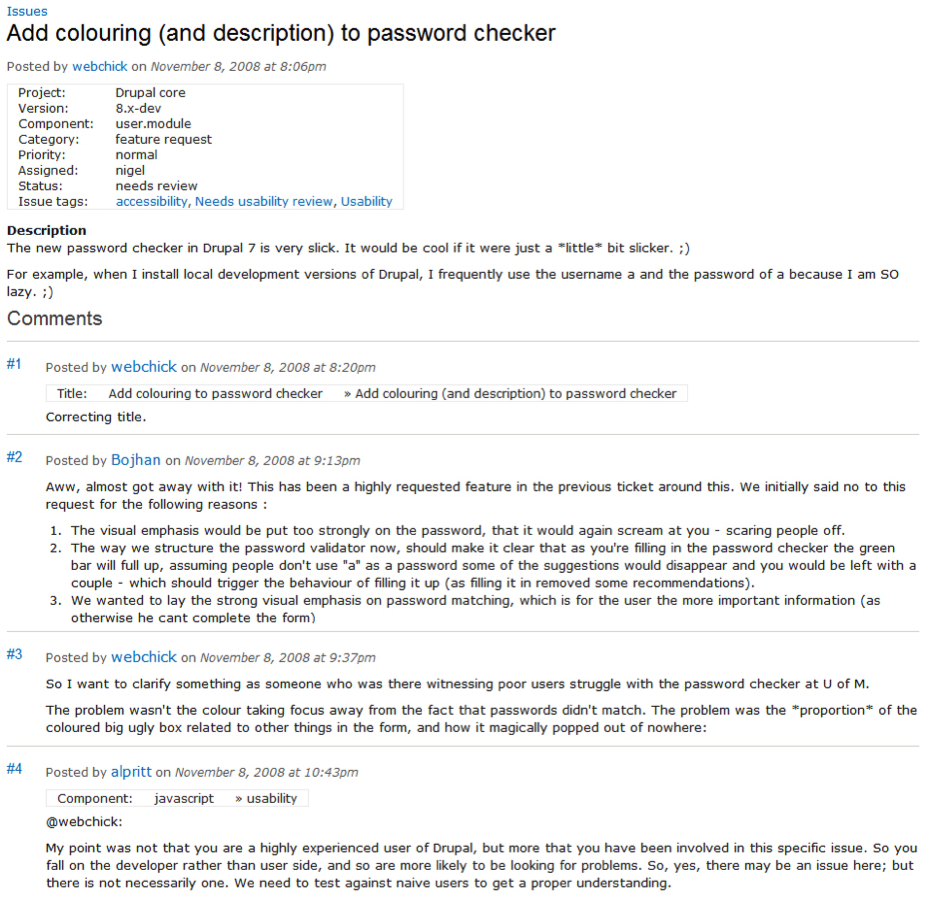 Issues
Add colouring (and description) to password checker
Posted by webchick on November 8, 2008 at 8:06pm
Project: Drupal core
Version: 8.x-dev
Component: user.module
Category: feature request
Priority: normal
Assigned: nigel
Status: needs review
Issue tags: accessibility, Needs usability review, Usability
Description
The new password checker in Drupal 7 is very slick. It would be cool if it were just a *little* bit slicker. ;)
For example, when I install local development versions of Drupal, I frequently use the username a and the password of a because I am SO
lazy. ;)
Comments
#1 Posted by webchick on November 8, 2008 at 8:20pm
Title: Add colouring to password checker » Add colouring (and description) to password checker
Correcting title.
#2 Posted by Bojhan on November 8, 2008 at 9:13pm
Aww, almost got away with it! This has been a highly requested feature in the previous ticket around this. We initially said no to this
request for the following reasons :
1. The visual emphasis would be put too strongly on the password, that it would again scream at you - scaring people off.
2. The way we structure the password validator now, should make it clear that as you're filling in the password checker the green
bar will full up, assuming people don't use "a" as a password some of the suggestions would disappear and you would be left with a
couple - which should trigger the behaviour of filling it up (as filling it in removed some recommendations).
3. We wanted to lay the strong visual emphasis on password matching, which is for the user the more important information (as
otherwise he cant complete the form)
#3 Posted by webchick on November 8, 2008 at 9:37pm
So I want to clarify something as someone who was there witnessing poor users struggle with the password checker at U of M.
The problem wasn't the colour taking focus away from the fact that passwords didn't match. The problem was the *proportion* of the
coloured big ugly box related to other things in the form, and how it magically popped out of nowhere:
#4 Posted by alpritt on November 8, 2008 at 10:43pm
Component: javascript » usability
@webchick:
My point was not that you are a highly experienced user of Drupal, but more that you have been involved in this specific issue. So you
fall on the developer rather than user side, and so are more likely to be looking for problems. So, yes, there may be an issue here; but
there is not necessarily one. We need to test against naive users to get a proper understanding.